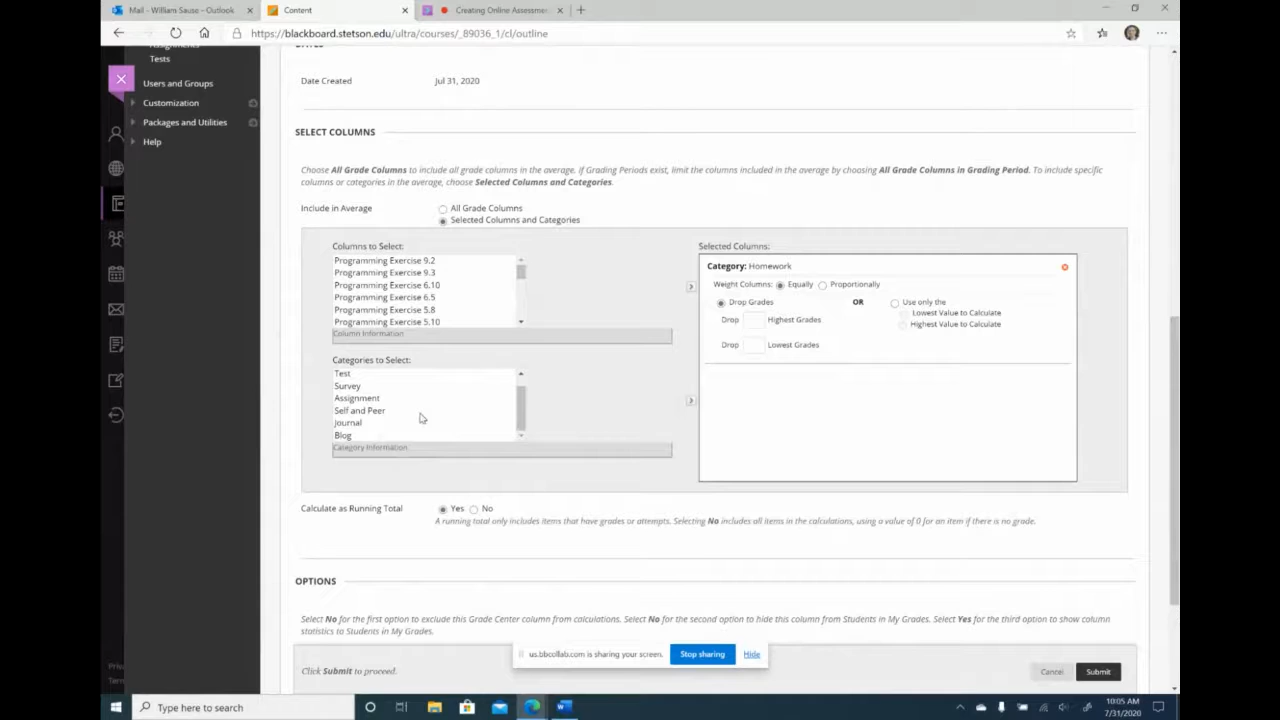 Mail - William Sause - Outlook
Content
Creating Online Assessm
https://blackboard.stetson.edu/ultra/courses/_89036_1/cl/outline
Assignments
Tests
Users and Groups
Customization
Packages and Utilities
Help
DATES
Date Created Jul 31, 2020
SELECT COLUMNS
Choose All Grade Columns to include all grade columns in the average. If Grading Periods exist, limit the columns included in the average by choosing All Grade Columns in Grading Period. To include specific
columns or categories in the average, choose Selected Columns and Categories.
Include in Average
All Grade Columns
Selected Columns and Categories
Columns to Select:
Programming Exercise 9.2
Programming Exercise 9.3
Programming Exercise 6.10
Programming Exercise 6.5
Programming Exercise 5.8
Programming Exercise 5.10
Column Information
Categories to Select:
Test
Survey
Assignment
Self and Peer
Journal
Blog
Category Information
Selected Columns:
Category: Homework
Weight Columns: Equally Proportionally
Drop Grades OR Use only the
Drop Highest Grades
Lowest Value to Calculate
Highest Value to Calculate
Drop Lowest Grades
Calculate as Running Total Yes No
A running total only includes items that have grades or attempts. Selecting No includes all items in the calculations, using a value of 0 for an item if there is no grade.
OPTIONS
Select No for the first option to exclude this Grade Center column from calculations. Select No for the second option to hide this column from Students in My Grades. Select Yes for the third option to show column
statistics to Students in My Grades.
us.bbcollab.com is sharing your screen. Stop sharing Hide
Click Submit to proceed.
Cancel Submit
Priva
Term
Type here to search
10:05 AM
7/31/2020